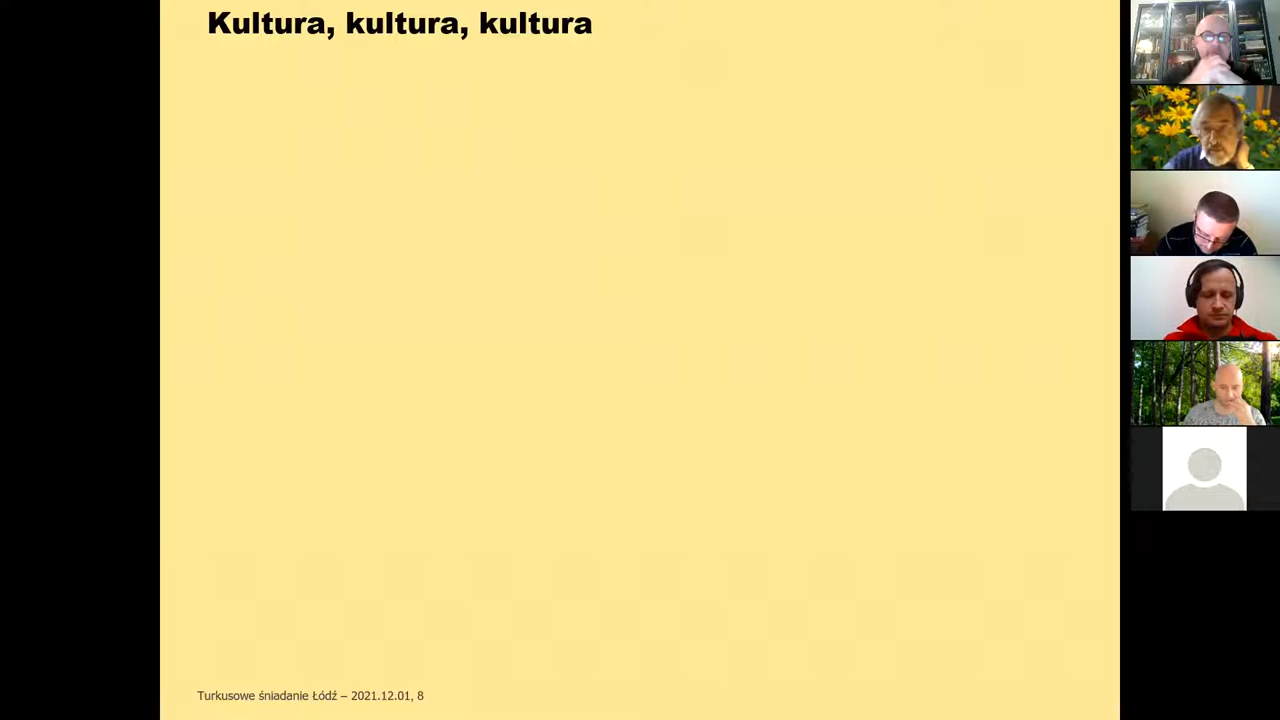 Kultura, kultura, kultura
Turkusowe śniadanie Łódź – 2021.12.01, 8